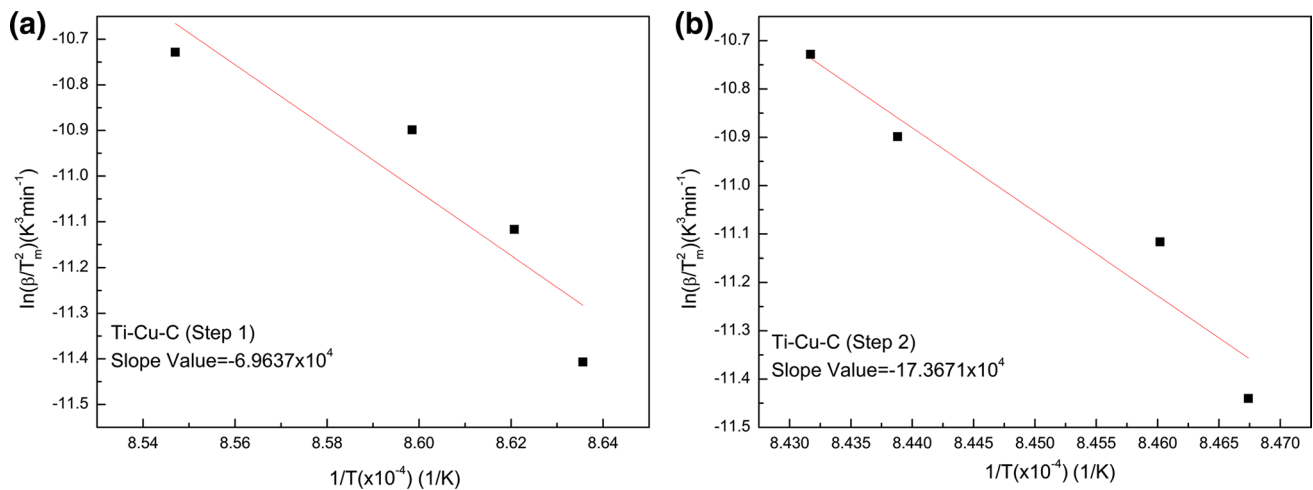 (a)
-10.7
-10.8
-10.9
-11.0
-11.1
-11.2
-11.3
-11.4
-11.5
ln(β/T²ₘ)(K³min⁻¹)
Ti-Cu-C (Step 1)
Slope Value=-6.9637x10⁴
8.54 8.56 8.58 8.60 8.62 8.64
1/T(x10⁻⁴) (1/K)
(b)
-10.7
-10.8
-10.9
-11.0
-11.1
-11.2
-11.3
-11.4
-11.5
ln(β/T²ₘ)(K³min⁻¹)
Ti-Cu-C (Step 2)
Slope Value=-17.3671x10⁴
8.430 8.435 8.440 8.445 8.450 8.455 8.460 8.465 8.470
1/T(x10⁻⁴) (1/K)